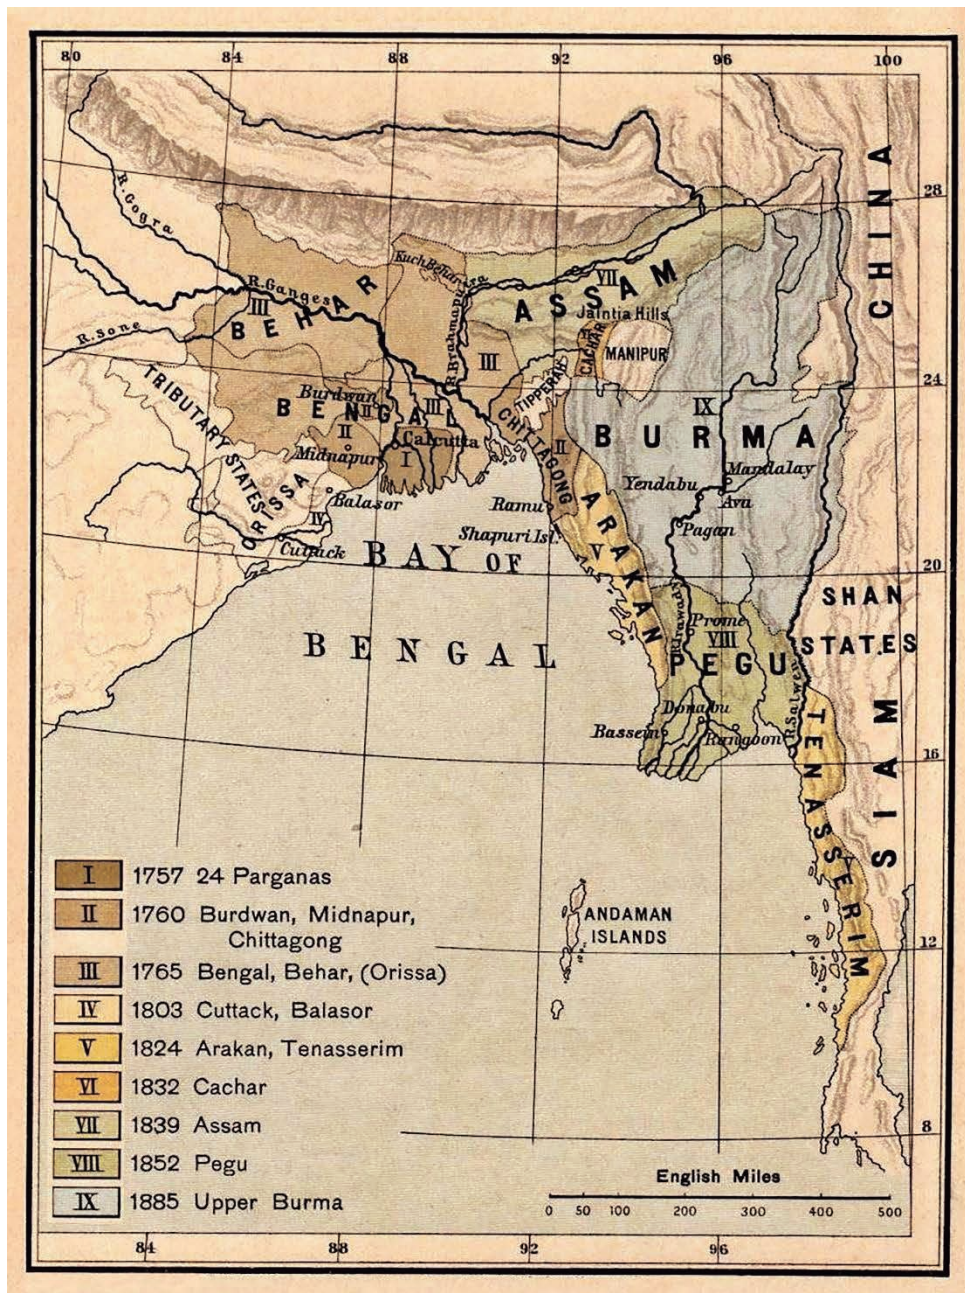 80 84 88 92 96 100
28
CHINA
R. Gogra
Kuch Behar
R. Ganges
III
BEHAR
R. Brahmaputra
ASSAM
VII
Jaintia Hills
R. Sone
III
CACHAR
MANIPUR
TIPPERAH
24
TRIBUTARY STATES
Burdwan
II
BENGAL
III
IX
BURMA
II
Midnapur
Calcutta
I
CHITTAGONG
II
Mandalay
Yendabu
Ava
ORISSA
Balasor
IV
Ramu
Pagan
Shapuri Isl.
ARAKAN
V
Cuttack
BAY OF
BENGAL
20
SHAN
STATES
R. Irawady
Prome
VIII
PEGU
R. Salwen
Donabu
Bassein
Rangoon
16
TENASSERIM
SIAM
I 1757 24 Parganas
II 1760 Burdwan, Midnapur,
Chittagong
III 1765 Bengal, Behar, (Orissa)
IV 1803 Cuttack, Balasor
V 1824 Arakan, Tenasserim
VI 1832 Cachar
VII 1839 Assam
VIII 1852 Pegu
IX 1885 Upper Burma
ANDAMAN
ISLANDS
12
8
English Miles
0 50 100 200 300 400 500
84 88 92 96